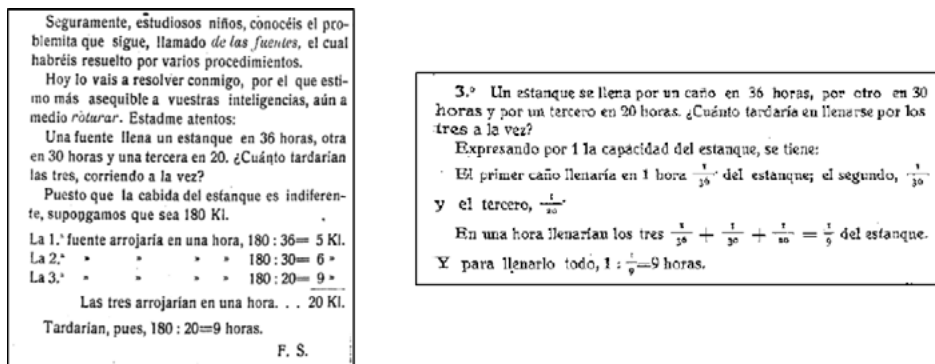 Seguramente, estudiosos niños, conocéis el pro-
blemita que sigue, llamado de las fuentes, el cual
habréis resuelto por varios procedimientos.
Hoy lo vais a resolver conmigo, por el que esti-
mo más asequible a vuestras inteligencias, aún a
medio roturar. Estadme atentos:
Una fuente llena un estanque en 36 horas, otra
en 30 horas y una tercera en 20. ¿Cuánto tardarían
las tres, corriendo a la vez?
Puesto que la cabida del estanque es indiferen-
te, supongamos que sea 180 Kl.
La 1.ª fuente arrojaría en una hora, 180 : 36= 5 Kl.
La 2.ª » » » 180 : 30= 6 »
La 3.ª » » » 180 : 20= 9 »
Las tres arrojarían en una hora. . . 20 Kl.
Tardarían, pues, 180 : 20=9 horas.
F. S.
3.º Un estanque se llena por un caño en 36 horas, por otro en 30
horas y por un tercero en 20 horas. ¿Cuánto tardaría en llenarse por los
tres a la vez?
Expresando por 1 la capacidad del estanque, se tiene:
El primer caño llenaría en 1 hora 1/36 del estanque; el segundo, 1/30
y el tercero, 1/20.
En una hora llenarían los tres 1/36 + 1/30 + 1/20 = 1/9 del estanque.
Y para llenarlo todo, 1 : 1/9=9 horas.